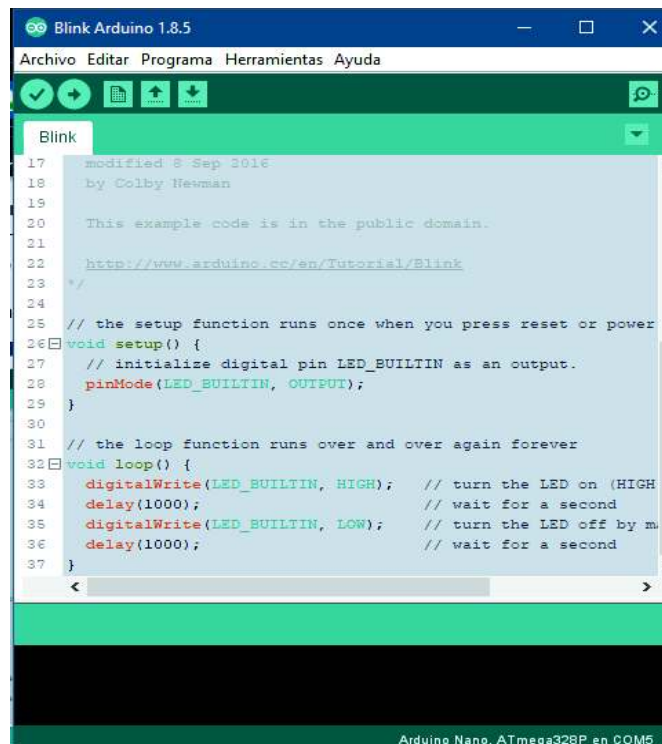 Blink Arduino 1.8.5
Archivo Editar Programa Herramientas Ayuda
Blink
17 modified 8 Sep 2016
18 by Colby Newman
19
20 This example code is in the public domain.
21
22 http://www.arduino.cc/en/Tutorial/Blink
23 */
24
25 // the setup function runs once when you press reset or power
26 void setup() {
27 // initialize digital pin LED_BUILTIN as an output.
28 pinMode(LED_BUILTIN, OUTPUT);
29 }
30
31 // the loop function runs over and over again forever
32 void loop() {
33 digitalWrite(LED_BUILTIN, HIGH); // turn the LED on (HIGH
34 delay(1000); // wait for a second
35 digitalWrite(LED_BUILTIN, LOW); // turn the LED off by m
36 delay(1000); // wait for a second
37 }
Arduino Nano, ATmega328P en COM5